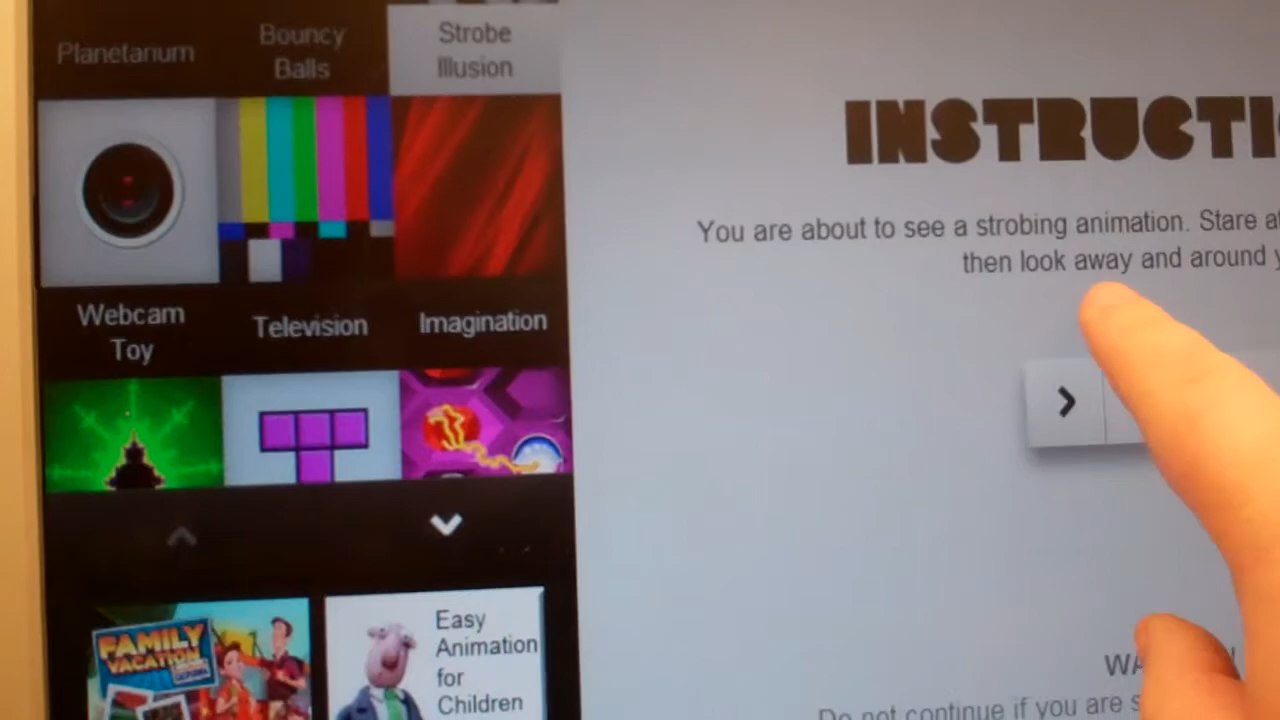 Planetarium
Bouncy
Balls
Strobe
Illusion
INSTRUCTI
You are about to see a strobing animation. Stare
then look away and around
Webcam
Toy
Television
Imagination
FAMILY
VACATION
Easy
Animation
for
Children
WA
Do not continue if you are s